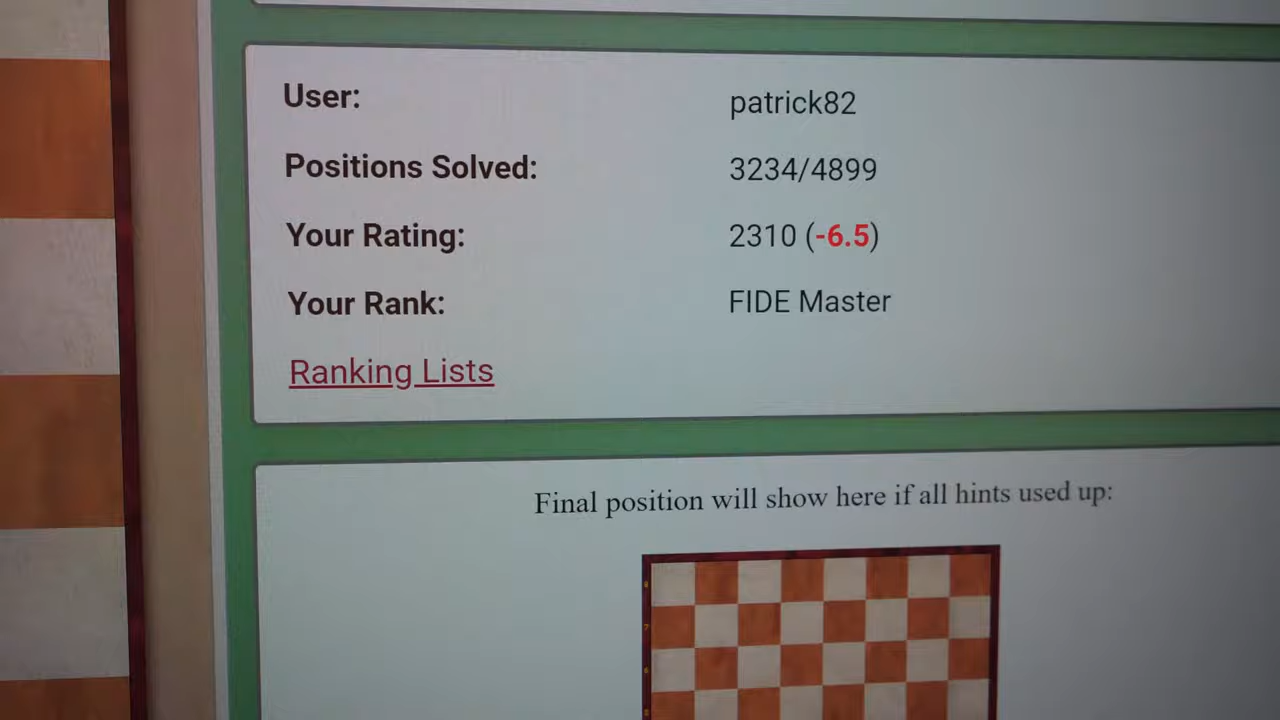 User: patrick82
Positions Solved: 3234/4899
Your Rating: 2310 (-6.5)
Your Rank: FIDE Master
Ranking Lists
Final position will show here if all hints used up: